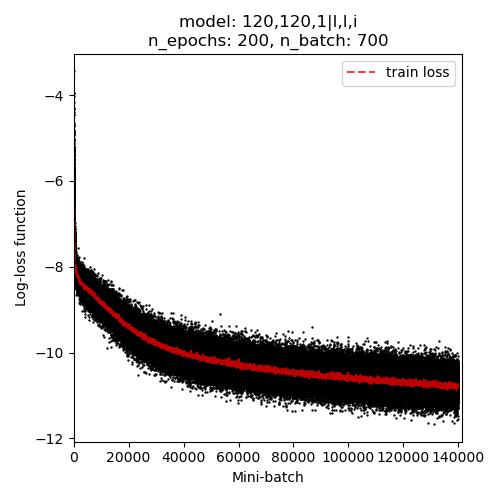 model: 120,120,1|l,l,i
n_epochs: 200, n_batch: 700
train loss
Log-loss function
−4
−6
−8
−10
−12
0 20000 40000 60000 80000 100000 120000 140000
Mini-batch